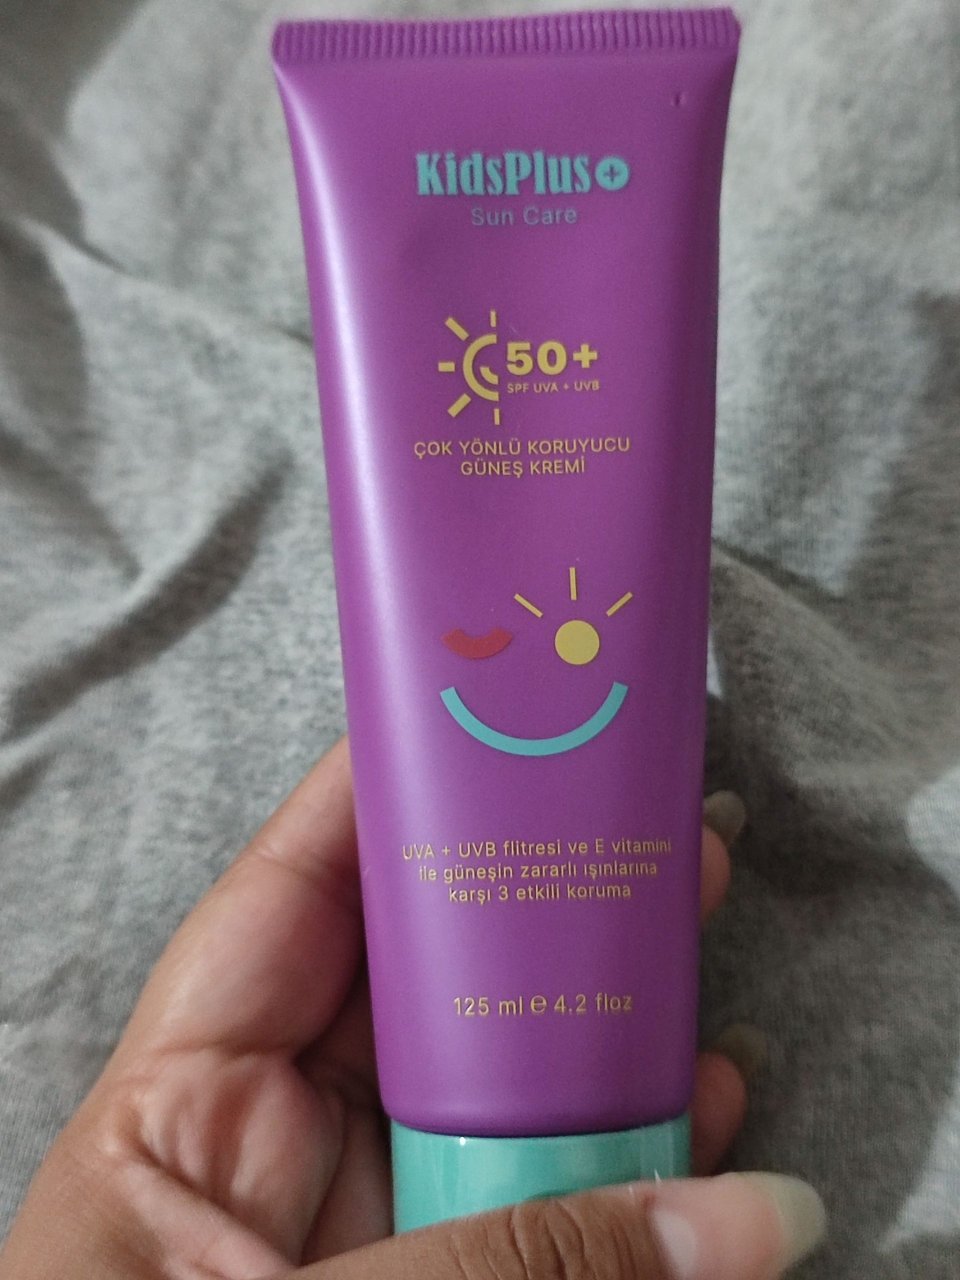 KidsPlus+
Sun Care
50+
SPF UVA + UVB
ÇOK YÖNLÜ KORUYUCU
GÜNEŞ KREMİ
UVA + UVB flitresi ve E vitamini
ile güneşin zararlı ışınlarına
karşı 3 etkili koruma
125 ml ℮ 4.2 floz